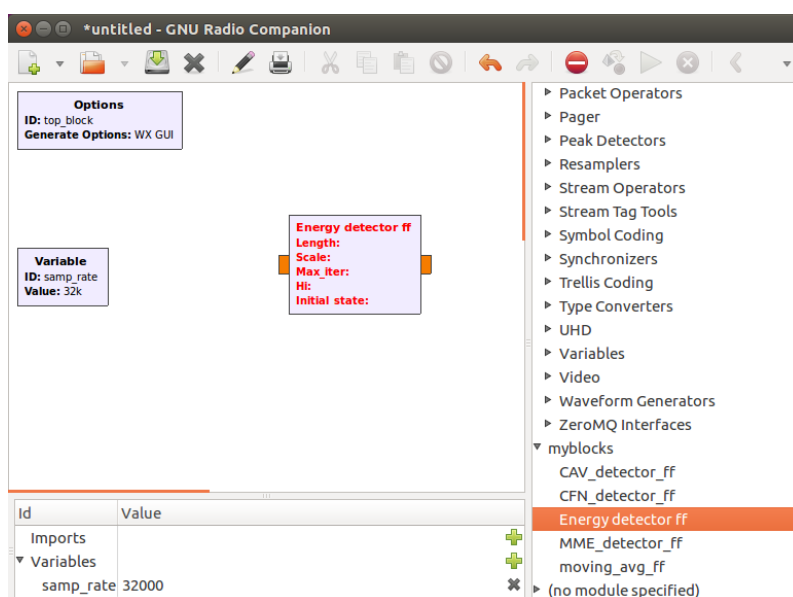 *untitled - GNU Radio Companion
Options
ID: top_block
Generate Options: WX GUI
Variable
ID: samp_rate
Value: 32k
Energy detector ff
Length:
Scale:
Max_iter:
Hi:
Initial state:
Packet Operators
Pager
Peak Detectors
Resamplers
Stream Operators
Stream Tag Tools
Symbol Coding
Synchronizers
Trellis Coding
Type Converters
UHD
Variables
Video
Waveform Generators
ZeroMQ Interfaces
myblocks
CAV_detector_ff
CFN_detector_ff
Energy detector ff
MME_detector_ff
moving_avg_ff
(no module specified)
Id Value
Imports
Variables
samp_rate 32000